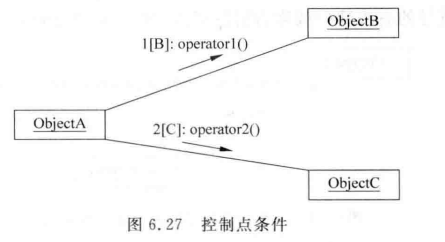 ObjectB
1[B]: operator1()
ObjectA
2[C]: operator2()
ObjectC
图 6.27 控制点条件